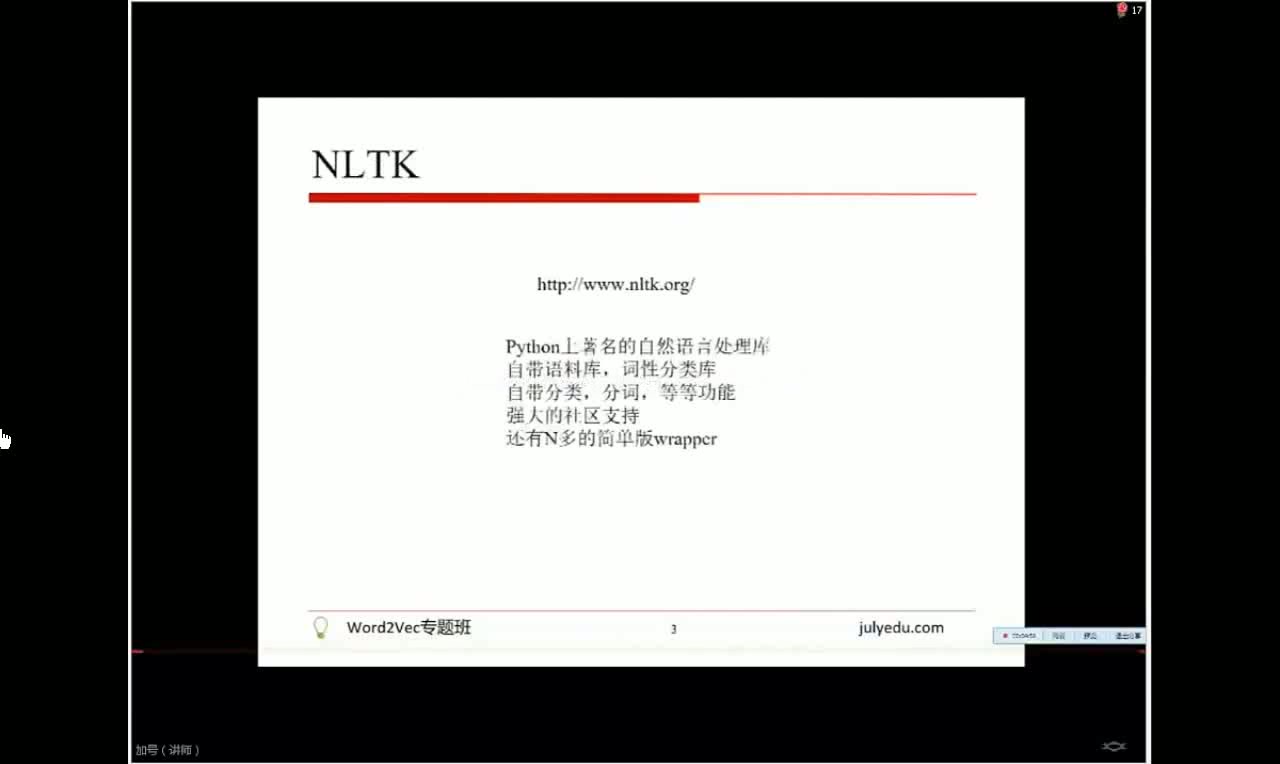 17
NLTK
http://www.nltk.org/
Python上著名的自然语言处理库
自带语料库，词性分类库
自带分类，分词，等等功能
强大的社区支持
还有N多的简单版wrapper
Word2Vec专题班
3
julyedu.com
加号（讲师）